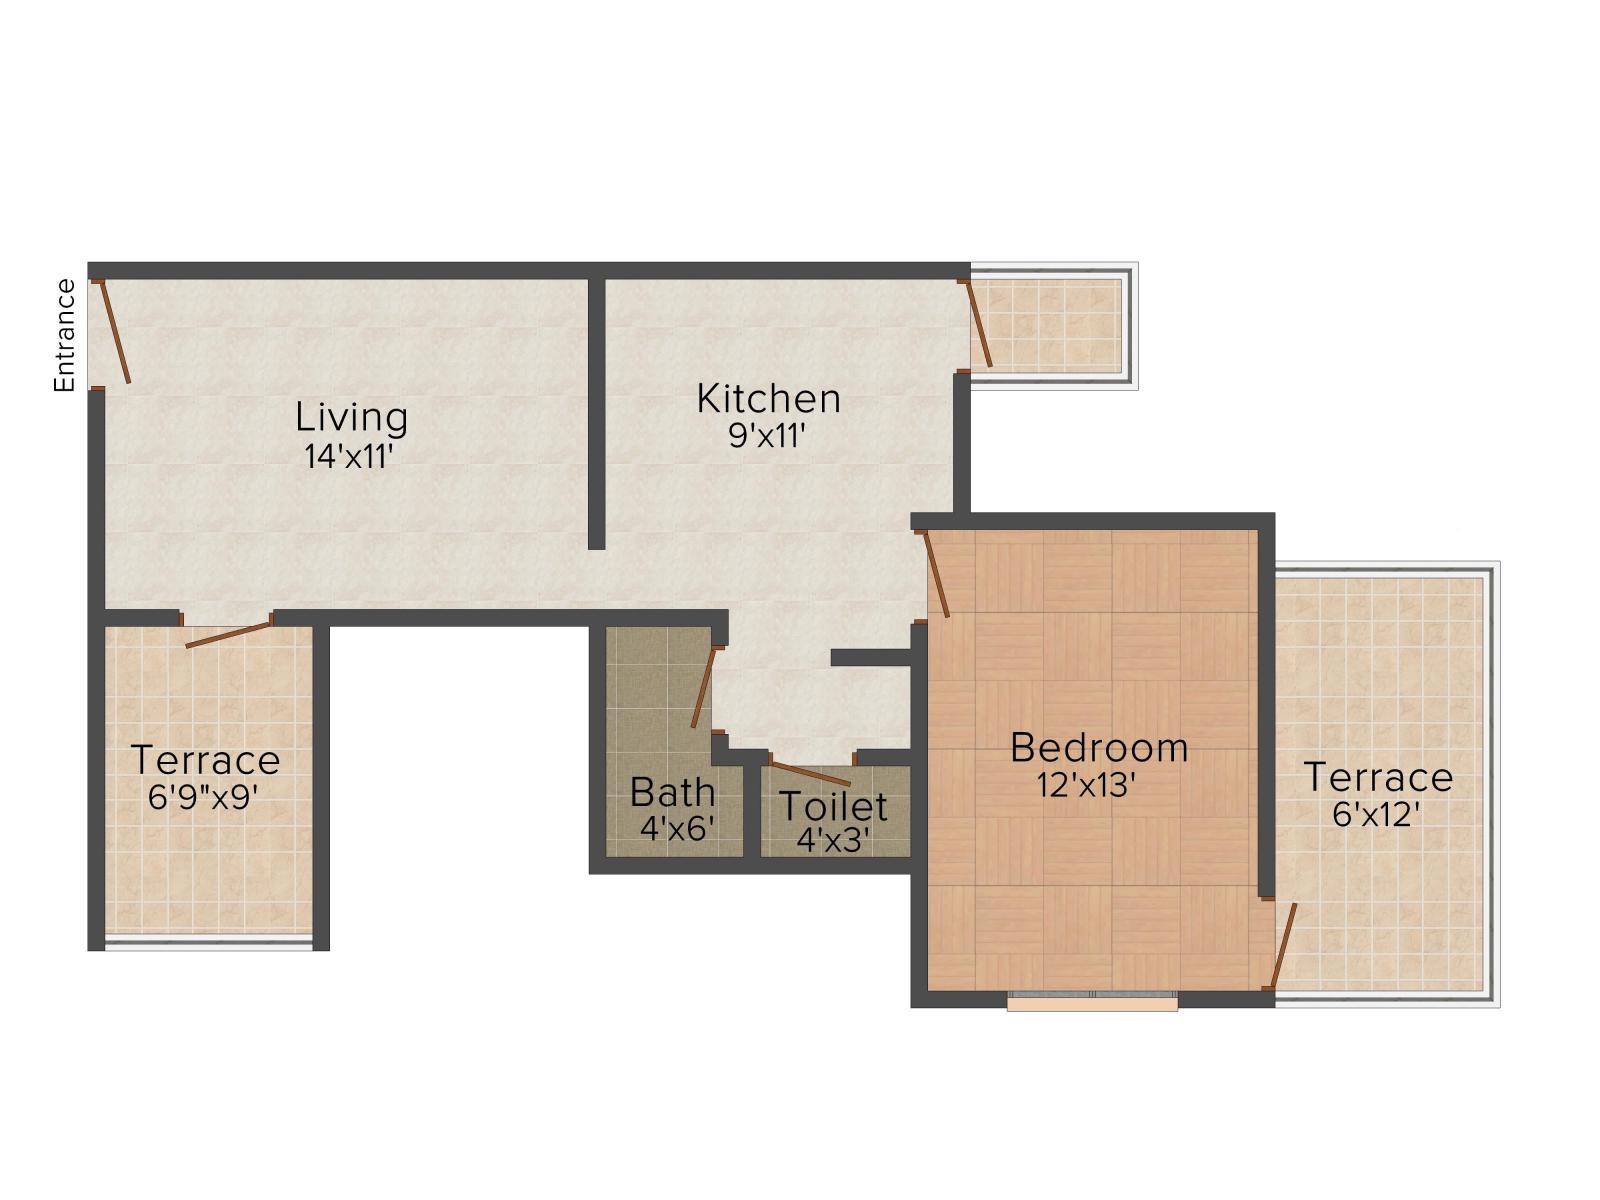 Entrance
Living
14'x11'
Kitchen
9'x11'
Terrace
6'9"x9'
Bath
4'x6'
Toilet
4'x3'
Bedroom
12'x13'
Terrace
6'x12'